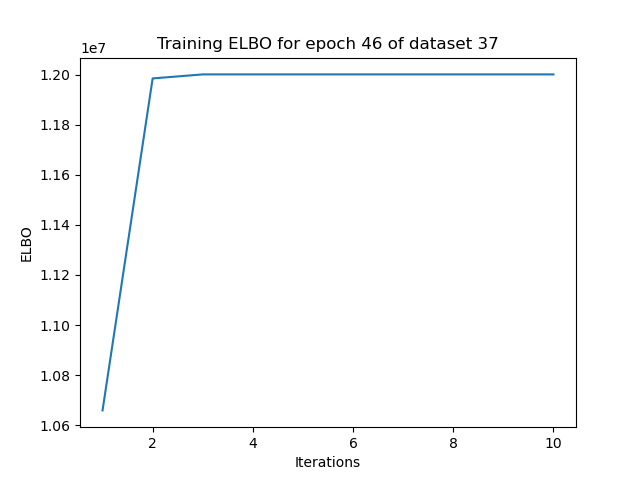 Training ELBO for epoch 46 of dataset 37
1e7
1.20
1.18
1.16
1.14
1.12
1.10
1.08
1.06
ELBO
2 4 6 8 10
Iterations